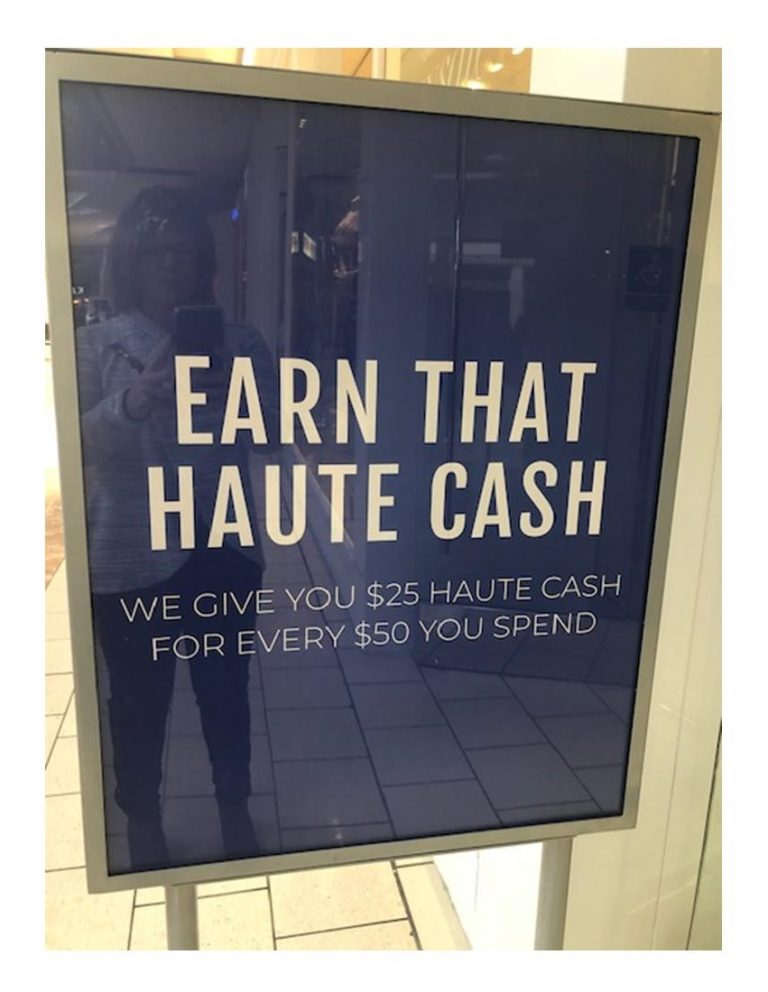 EARN THAT
HAUTE CASH
WE GIVE YOU $25 HAUTE CASH
FOR EVERY $50 YOU SPEND